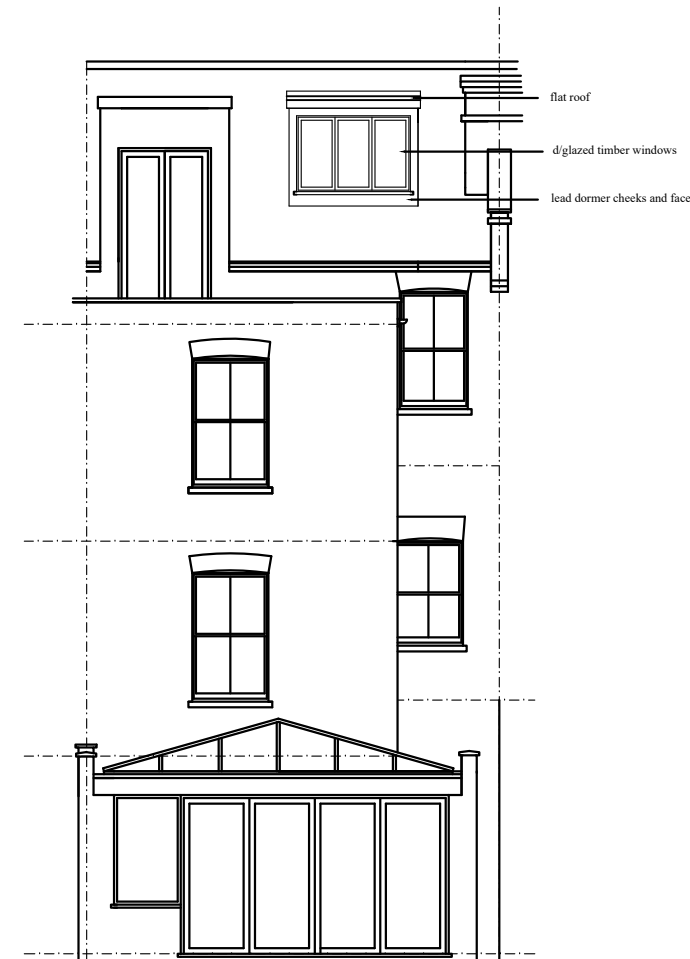 flat roof
d/glazed timber windows
lead dormer cheeks and face